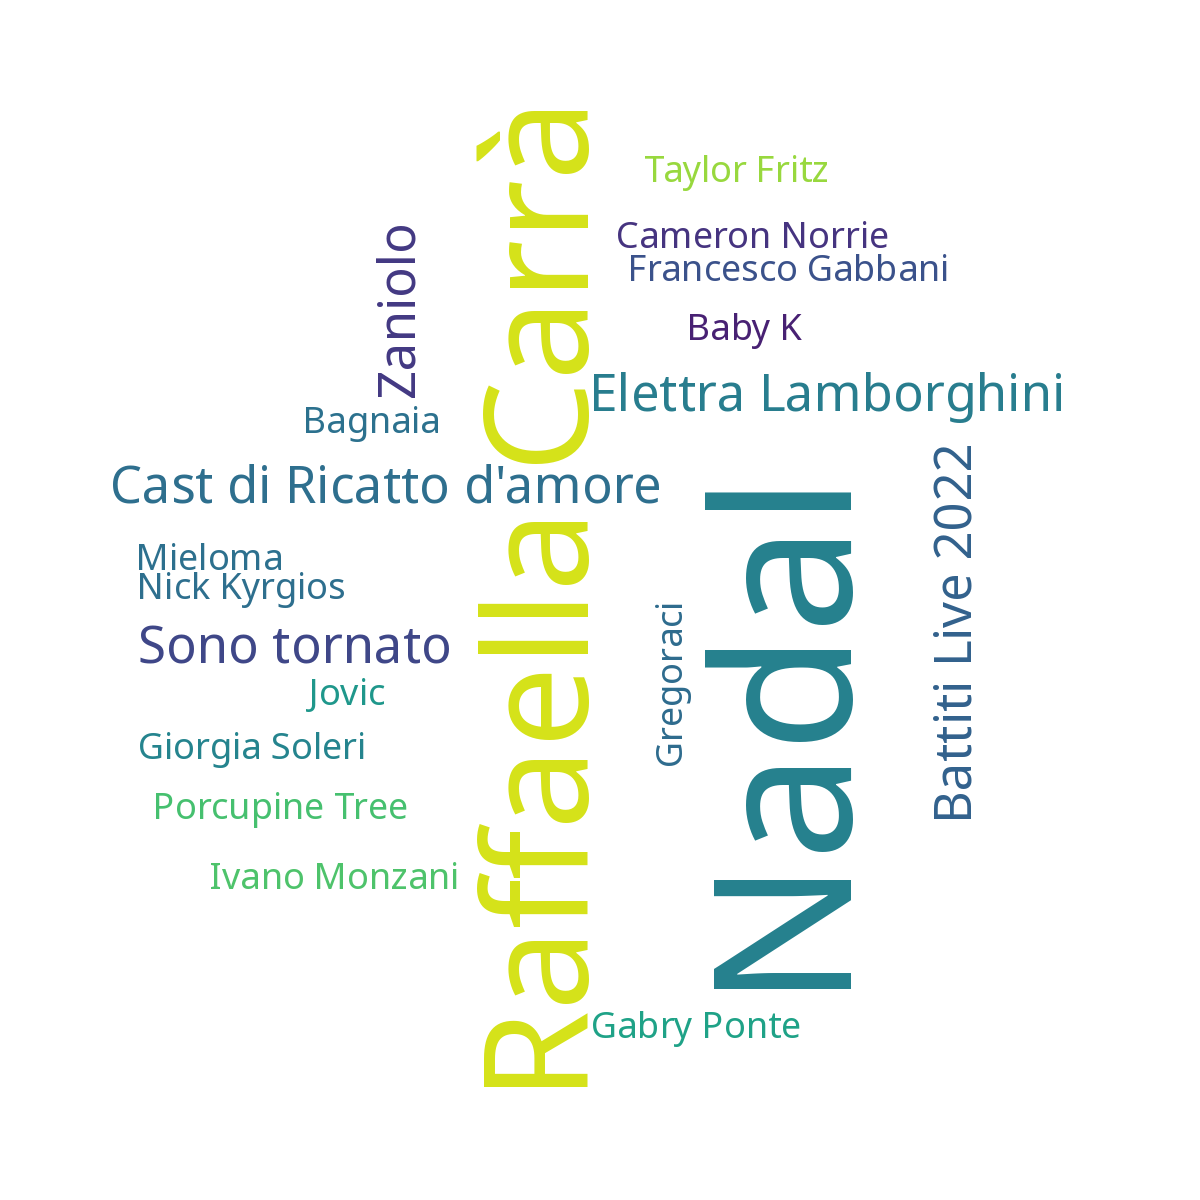 Raffaella Carrà
Taylor Fritz
Cameron Norrie
Francesco Gabbani
Zaniolo
Baby K
Elettra Lamborghini
Bagnaia
Cast di Ricatto d'amore
Nadal
Battiti Live 2022
Mieloma
Nick Kyrgios
Sono tornato
Gregoraci
Jovic
Giorgia Soleri
Porcupine Tree
Ivano Monzani
Gabry Ponte